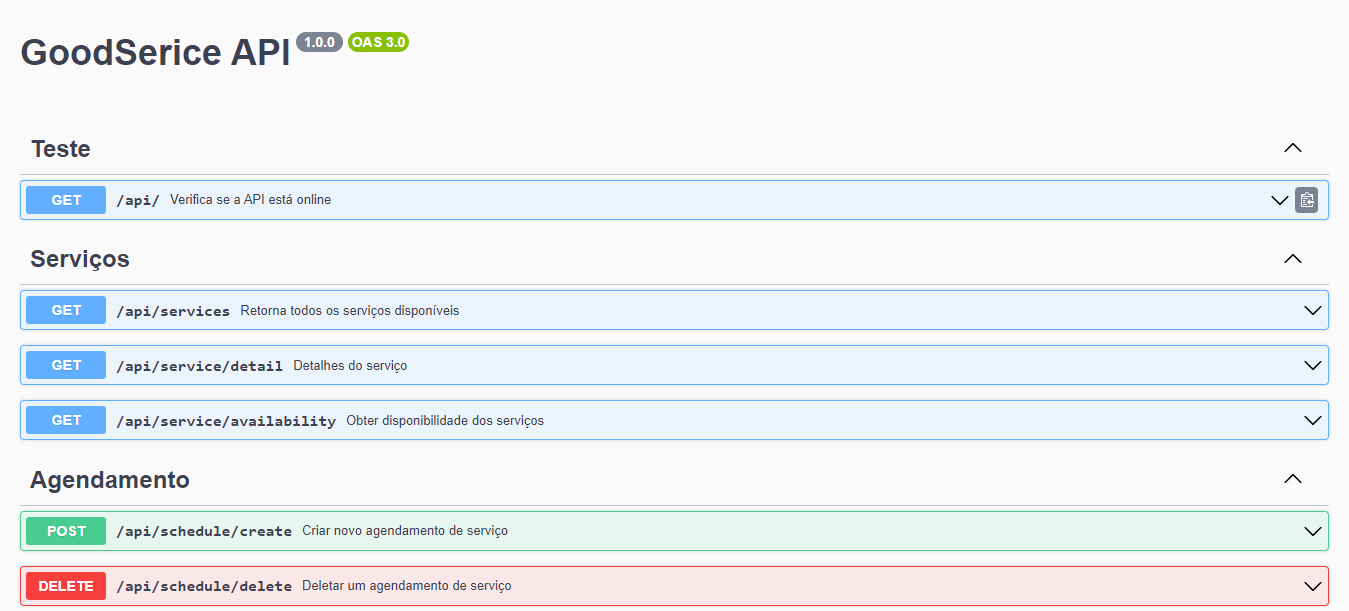 GoodSerice API 1.0.0 OAS 3.0
Teste
GET /api/ Verifica se a API está online
Serviços
GET /api/services Retorna todos os serviços disponíveis
GET /api/service/detail Detalhes do serviço
GET /api/service/availability Obter disponibilidade dos serviços
Agendamento
POST /api/schedule/create Criar novo agendamento de serviço
DELETE /api/schedule/delete Deletar um agendamento de serviço